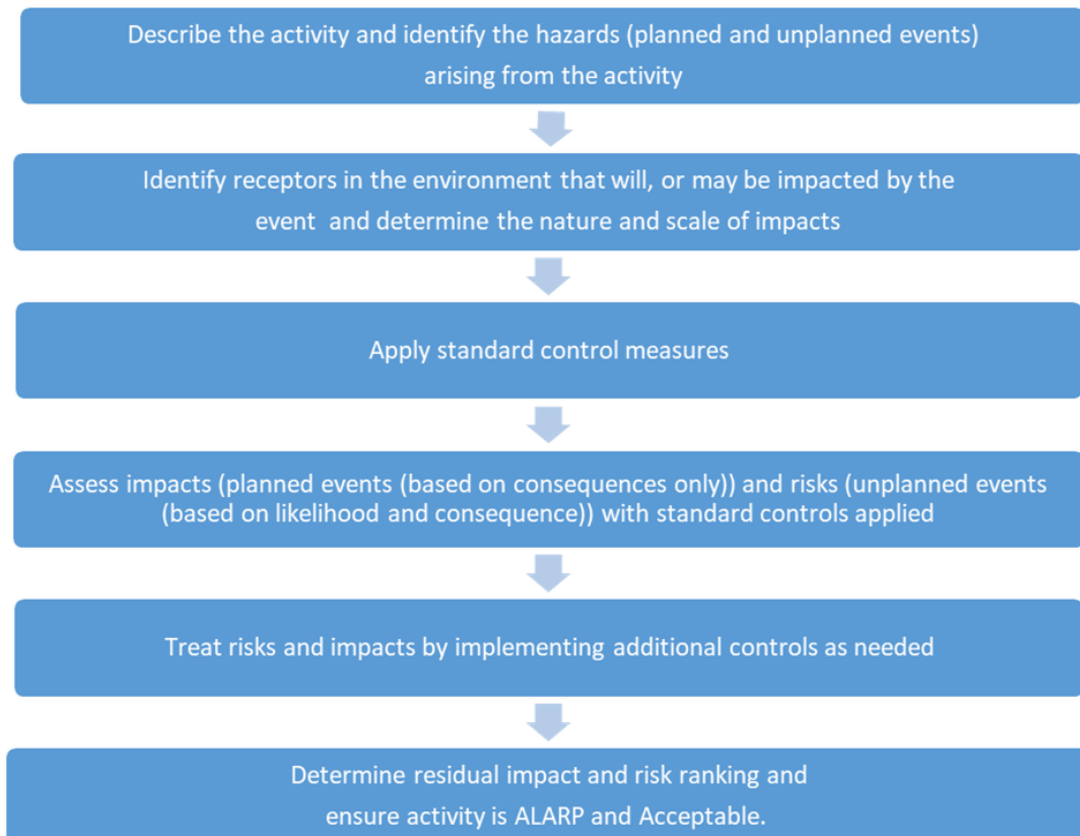 Describe the activity and identify the hazards (planned and unplanned events)
arising from the activity
Identify receptors in the environment that will, or may be impacted by the
event and determine the nature and scale of impacts
Apply standard control measures
Assess impacts (planned events (based on consequences only)) and risks (unplanned events
(based on likelihood and consequence)) with standard controls applied
Treat risks and impacts by implementing additional controls as needed
Determine residual impact and risk ranking and
ensure activity is ALARP and Acceptable.